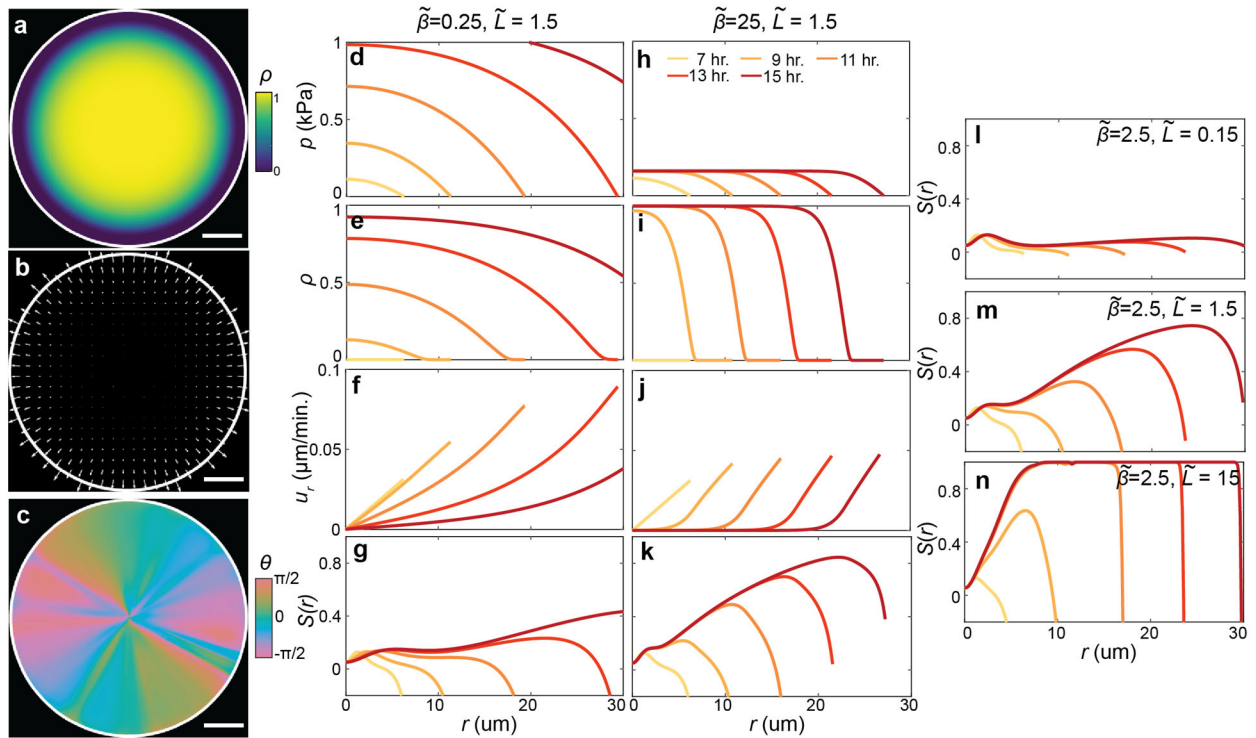 β̃=0.25, L̃ = 1.5
β̃=25, L̃ = 1.5
a
ρ
1
0
b
c
θ
π/2
0
-π/2
d
p (kPa)
1
0.5
0
e
ρ
1
0.5
0
f
u_r (μm/min.)
0.1
0.05
0
g
S(r)
0.8
0.4
0
0 10 20 30
r (um)
h
7 hr. 9 hr. 11 hr.
13 hr. 15 hr.
i
j
k
0 10 20 30
r (um)
l
β̃=2.5, L̃ = 0.15
S(r)
0.8
0.4
0
m
β̃=2.5, L̃ = 1.5
S(r)
0.8
0.4
0
n
β̃=2.5, L̃ = 15
S(r)
0.8
0.4
0
0 10 20 30
r (um)